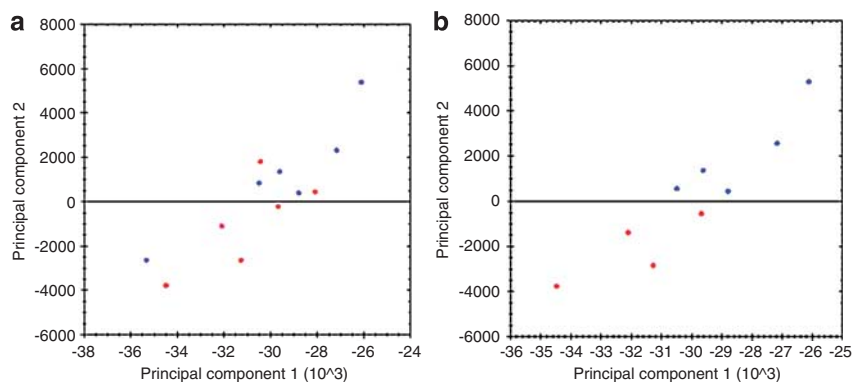 a
8000
6000
4000
2000
0
-2000
-4000
-6000
Principal component 2
-38 -36 -34 -32 -30 -28 -26 -24
Principal component 1 (10^3)
b
8000
6000
4000
2000
0
-2000
-4000
-6000
Principal component 2
-36 -35 -34 -33 -32 -31 -30 -29 -28 -27 -26 -25
Principal component 1 (10^3)